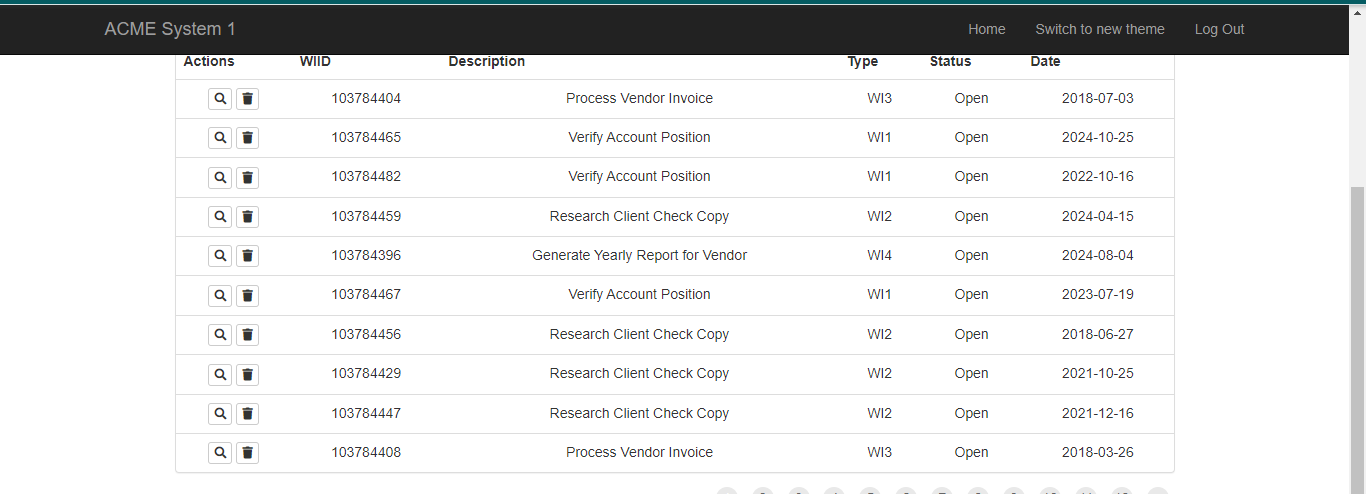 ACME System 1 Home Switch to new theme Log Out
Actions WIID Description Type Status Date
103784404 Process Vendor Invoice WI3 Open 2018-07-03
103784465 Verify Account Position WI1 Open 2024-10-25
103784482 Verify Account Position WI1 Open 2022-10-16
103784459 Research Client Check Copy WI2 Open 2024-04-15
103784396 Generate Yearly Report for Vendor WI4 Open 2024-08-04
103784467 Verify Account Position WI1 Open 2023-07-19
103784456 Research Client Check Copy WI2 Open 2018-06-27
103784429 Research Client Check Copy WI2 Open 2021-10-25
103784447 Research Client Check Copy WI2 Open 2021-12-16
103784408 Process Vendor Invoice WI3 Open 2018-03-26